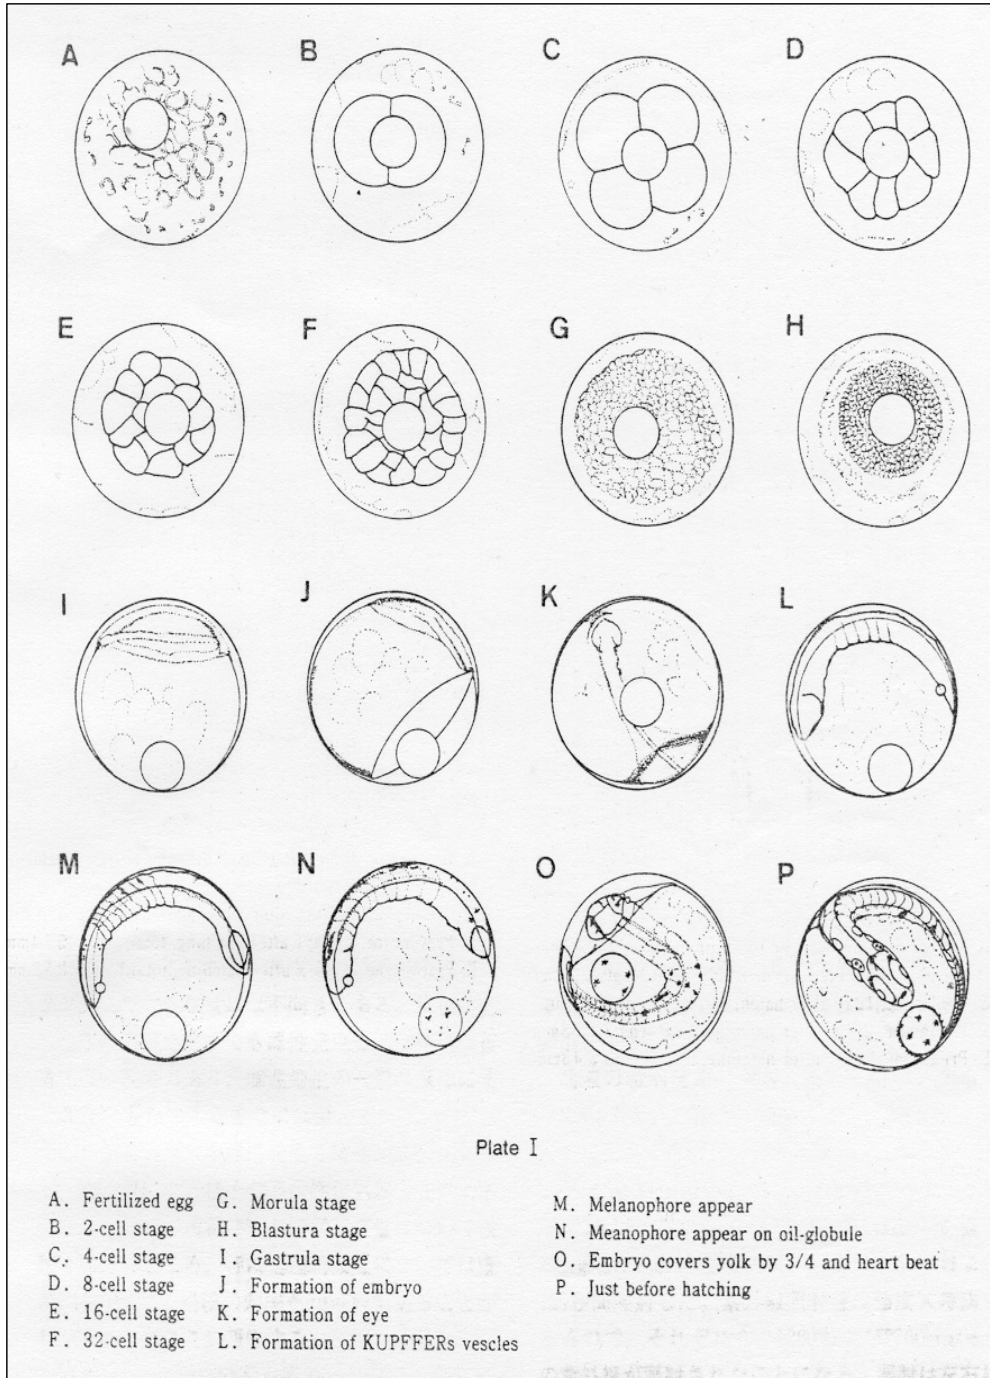 A
B
C
D
E
F
G
H
I
J
K
L
M
N
O
P
Plate I
A. Fertilized egg
B. 2-cell stage
C. 4-cell stage
D. 8-cell stage
E. 16-cell stage
F. 32-cell stage
G. Morula stage
H. Blastura stage
I. Gastrula stage
J. Formation of embryo
K. Formation of eye
L. Formation of KUPFFERs vescles
M. Melanophore appear
N. Meanophore appear on oil-globule
O. Embryo covers yolk by 3/4 and heart beat
P. Just before hatching